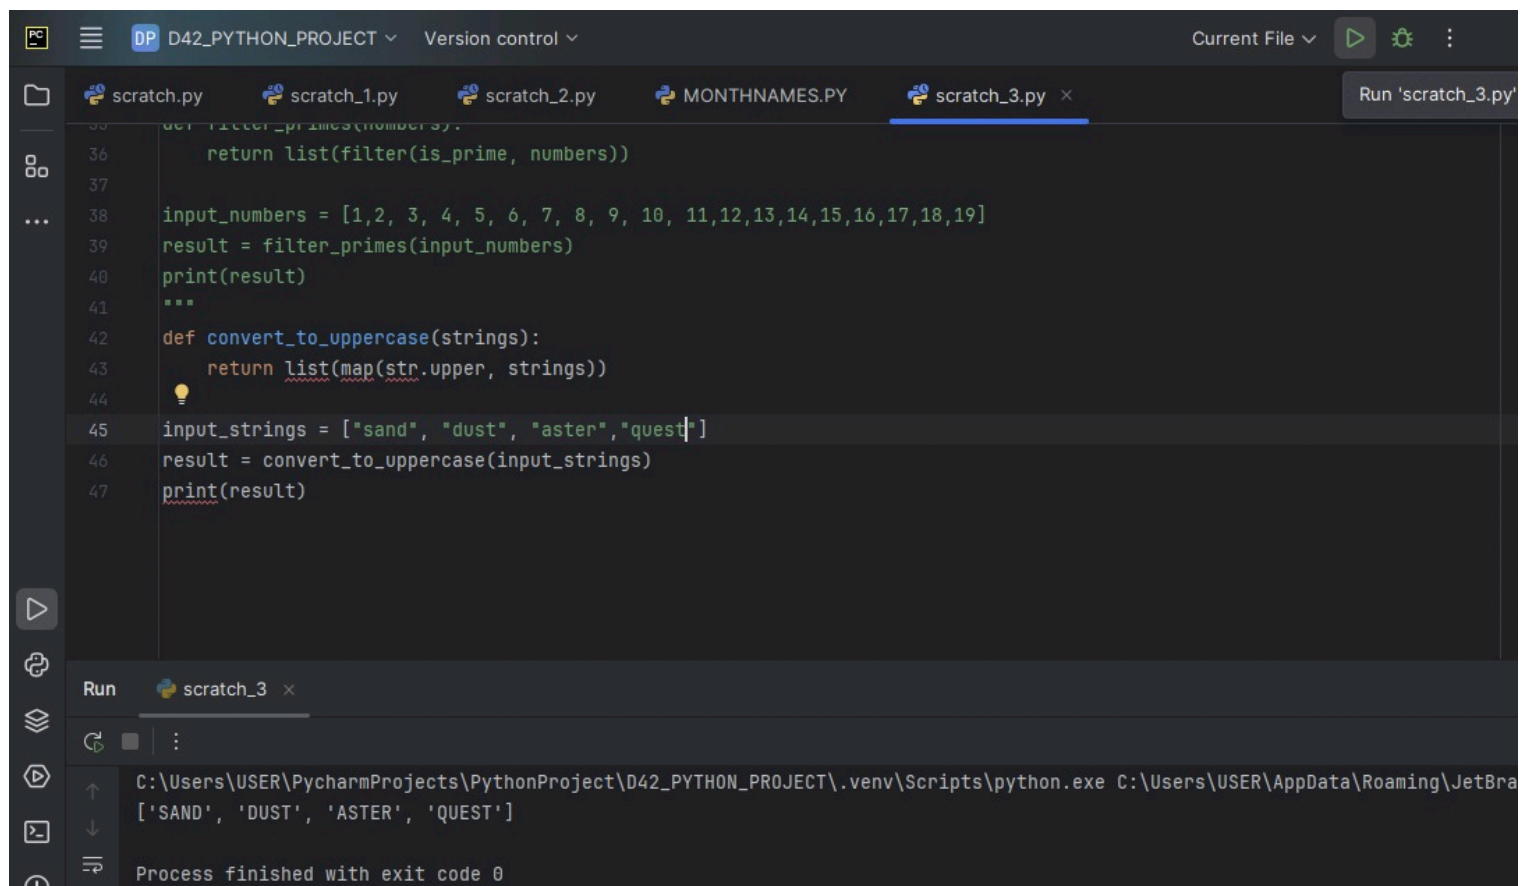 PC
DP D42_PYTHON_PROJECT Version control Current File
scratch.py scratch_1.py scratch_2.py MONTHNAMES.PY scratch_3.py × Run 'scratch_3.py'
35 def filter_primes(numbers):
36 return list(filter(is_prime, numbers))
37
38 input_numbers = [1,2, 3, 4, 5, 6, 7, 8, 9, 10, 11,12,13,14,15,16,17,18,19]
39 result = filter_primes(input_numbers)
40 print(result)
41 """
42 def convert_to_uppercase(strings):
43 return list(map(str.upper, strings))
44
45 input_strings = ["sand", "dust", "aster","quest"]
46 result = convert_to_uppercase(input_strings)
47 print(result)
Run scratch_3 ×
C:\Users\USER\PycharmProjects\PythonProject\D42_PYTHON_PROJECT\.venv\Scripts\python.exe C:\Users\USER\AppData\Roaming\JetBra
['SAND', 'DUST', 'ASTER', 'QUEST']
Process finished with exit code 0